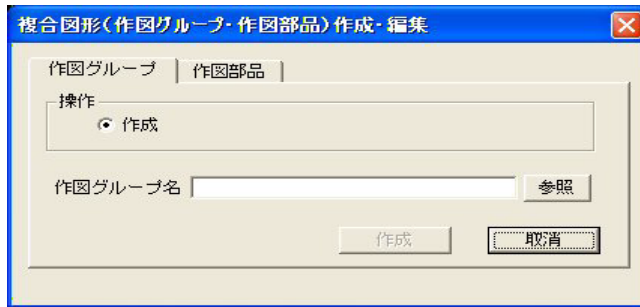 複合図形(作図グループ・作図部品)作成・編集
作図グループ 作図部品
操作
作成
作図グループ名 参照
作成 取消